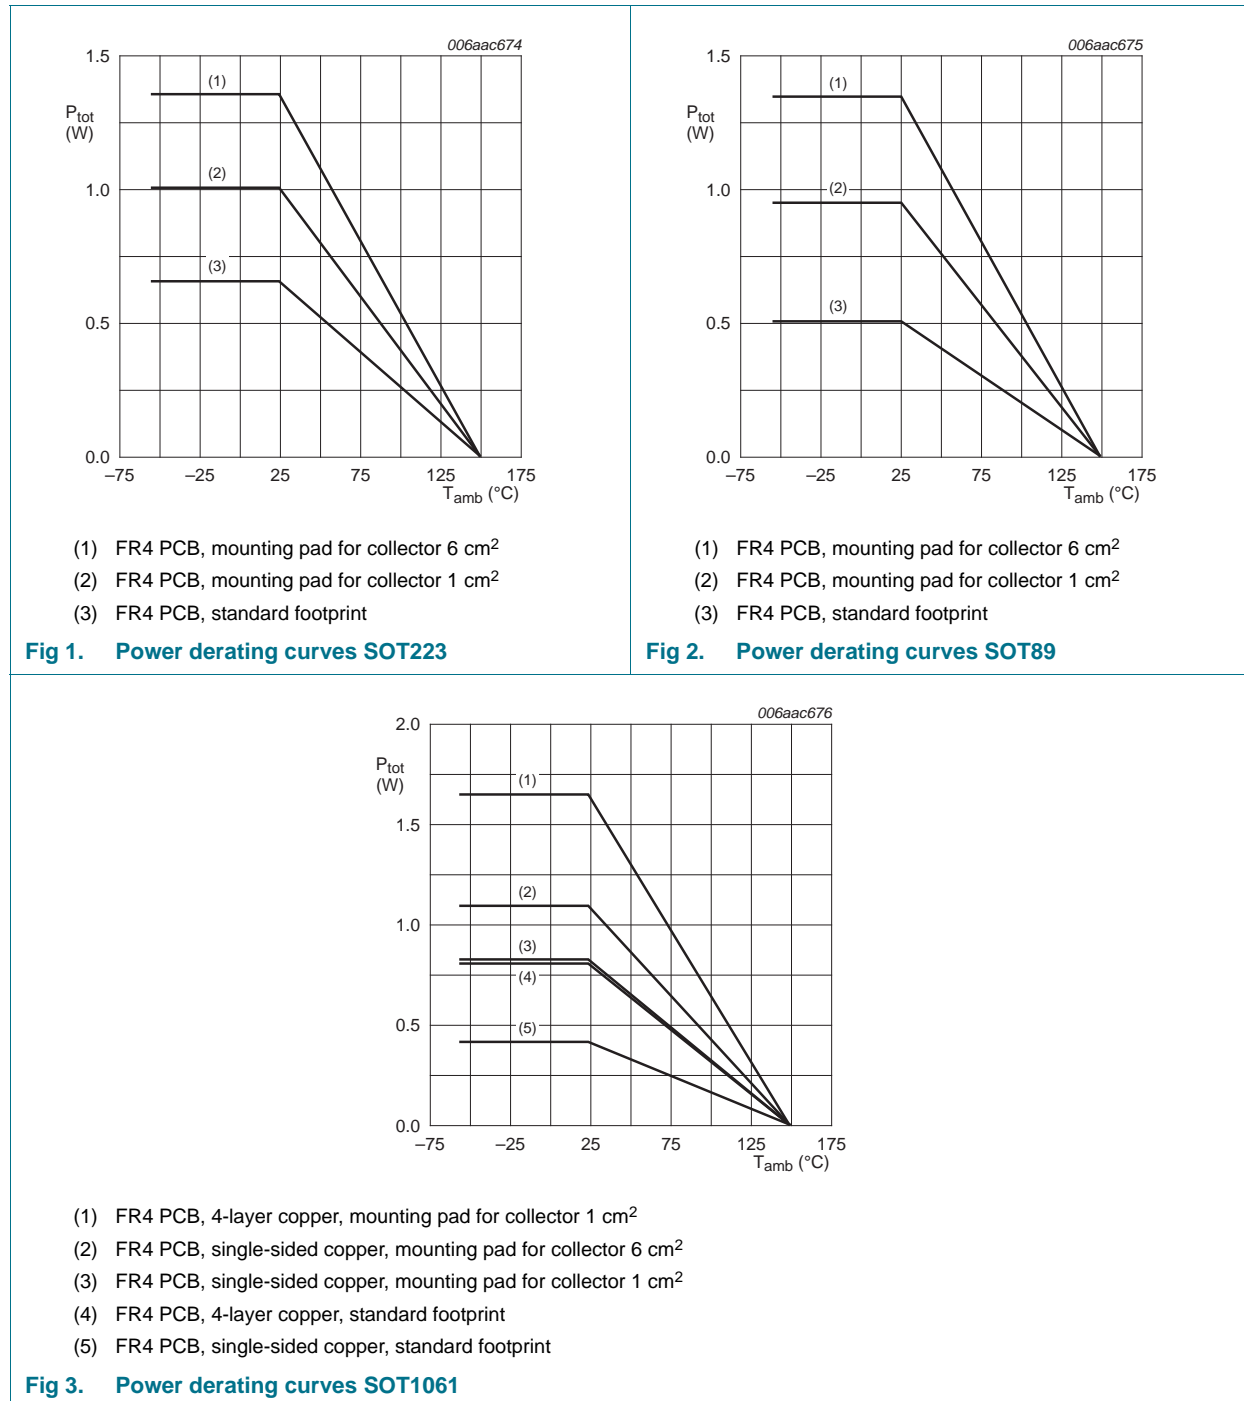 006aac674
1.5
(1)
Ptot
(W)
(2)
1.0
(3)
0.5
0.0
–75 –25 25 75 125 175
Tamb (°C)
(1) FR4 PCB, mounting pad for collector 6 cm2
(2) FR4 PCB, mounting pad for collector 1 cm2
(3) FR4 PCB, standard footprint
Fig 1. Power derating curves SOT223
006aac675
1.5
(1)
Ptot
(W)
(2)
1.0
(3)
0.5
0.0
–75 –25 25 75 125 175
Tamb (°C)
(1) FR4 PCB, mounting pad for collector 6 cm2
(2) FR4 PCB, mounting pad for collector 1 cm2
(3) FR4 PCB, standard footprint
Fig 2. Power derating curves SOT89
006aac676
2.0
Ptot
(W)
(1)
1.5
(2)
1.0
(3)
(4)
0.5
(5)
0.0
–75 –25 25 75 125 175
Tamb (°C)
(1) FR4 PCB, 4-layer copper, mounting pad for collector 1 cm2
(2) FR4 PCB, single-sided copper, mounting pad for collector 6 cm2
(3) FR4 PCB, single-sided copper, mounting pad for collector 1 cm2
(4) FR4 PCB, 4-layer copper, standard footprint
(5) FR4 PCB, single-sided copper, standard footprint
Fig 3. Power derating curves SOT1061